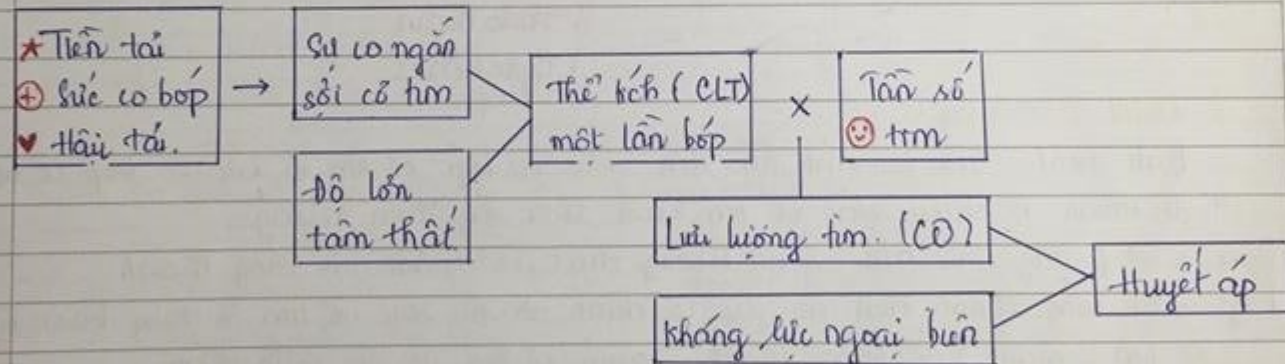 ★ Tiền tải
⊕ Sức co bóp
♥ Hậu tải.
→
Sự co ngắn
sợi cơ tim
Độ lớn
tâm thất
Thể tích (CLT)
một lần bóp
×
Tần số
☺ tim
Lưu lượng tim. (CO)
Kháng lực ngoại biên
Huyết áp